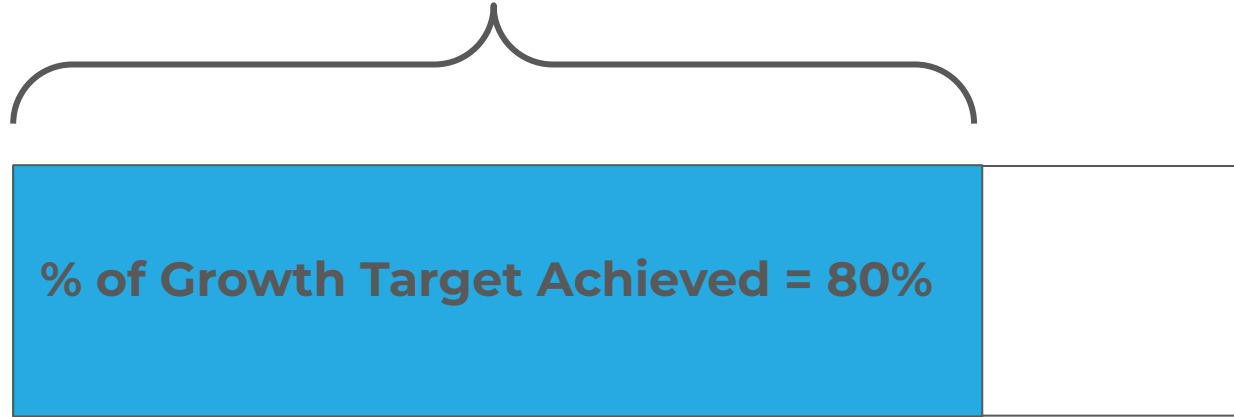 % of Growth Target Achieved = 80%